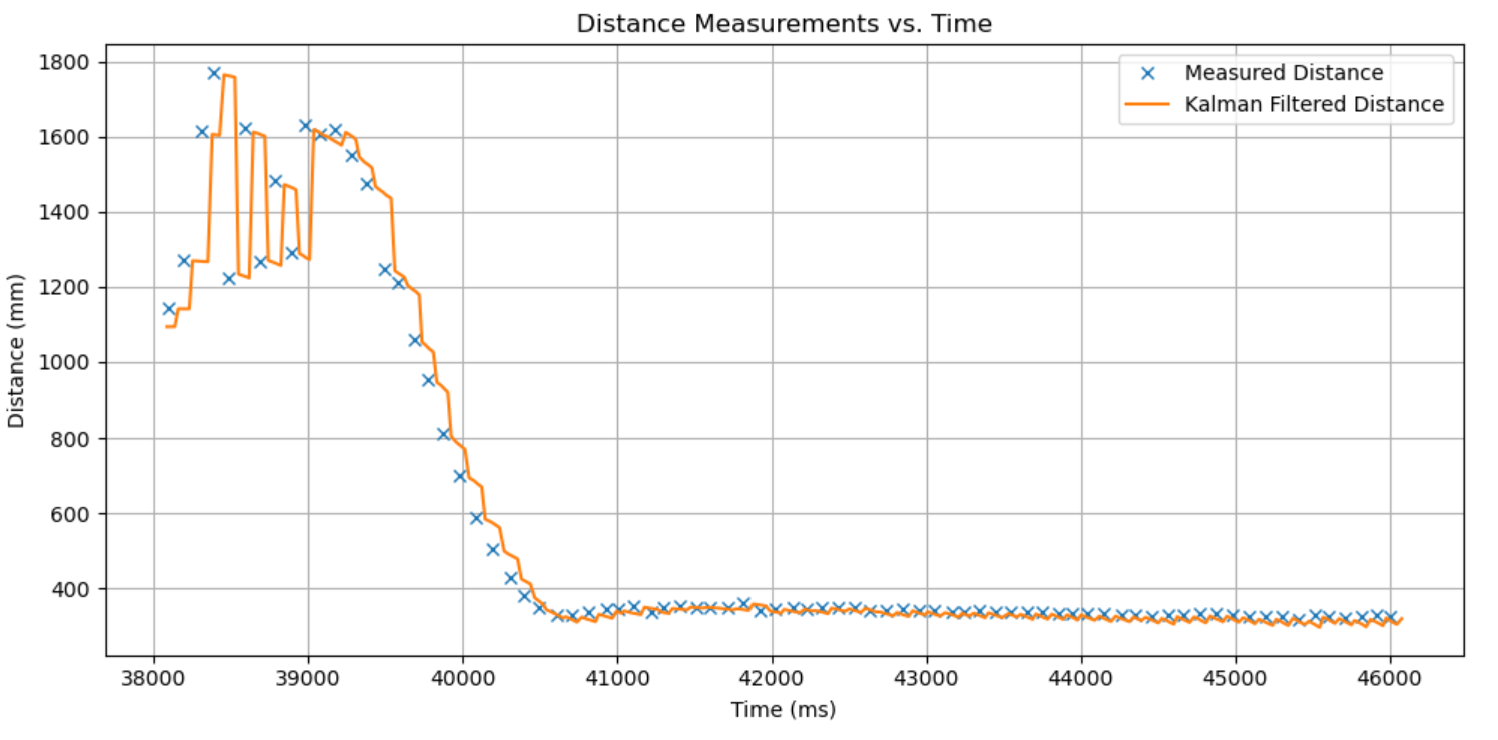 Distance Measurements vs. Time
Measured Distance
Kalman Filtered Distance
Distance (mm)
1800
1600
1400
1200
1000
800
600
400
38000 39000 40000 41000 42000 43000 44000 45000 46000
Time (ms)